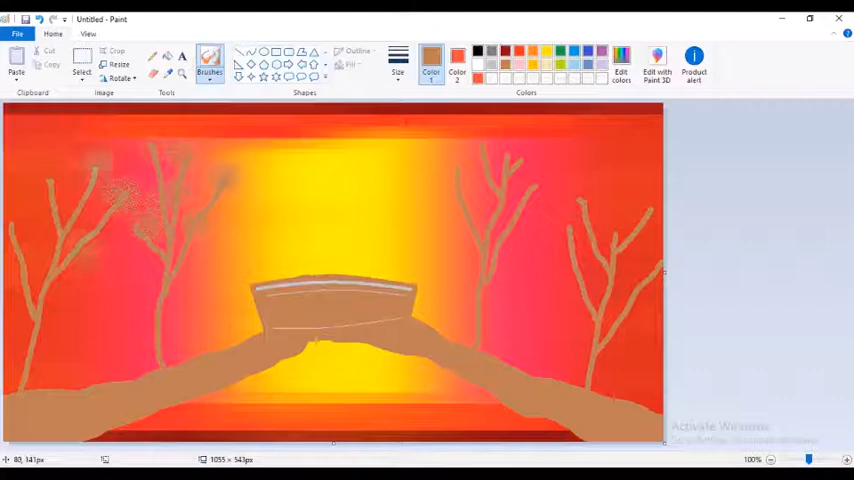 Untitled - Paint
File
Home
View
Paste
Cut
Copy
Clipboard
Select
Crop
Resize
Rotate
Image
Tools
Brushes
Shapes
Outline
Fill
Size
Color
1
Color
2
Colors
Edit
colors
Edit with
Paint 3D
Product
alert
Activate Windows
80, 141px
1055 × 543px
100%